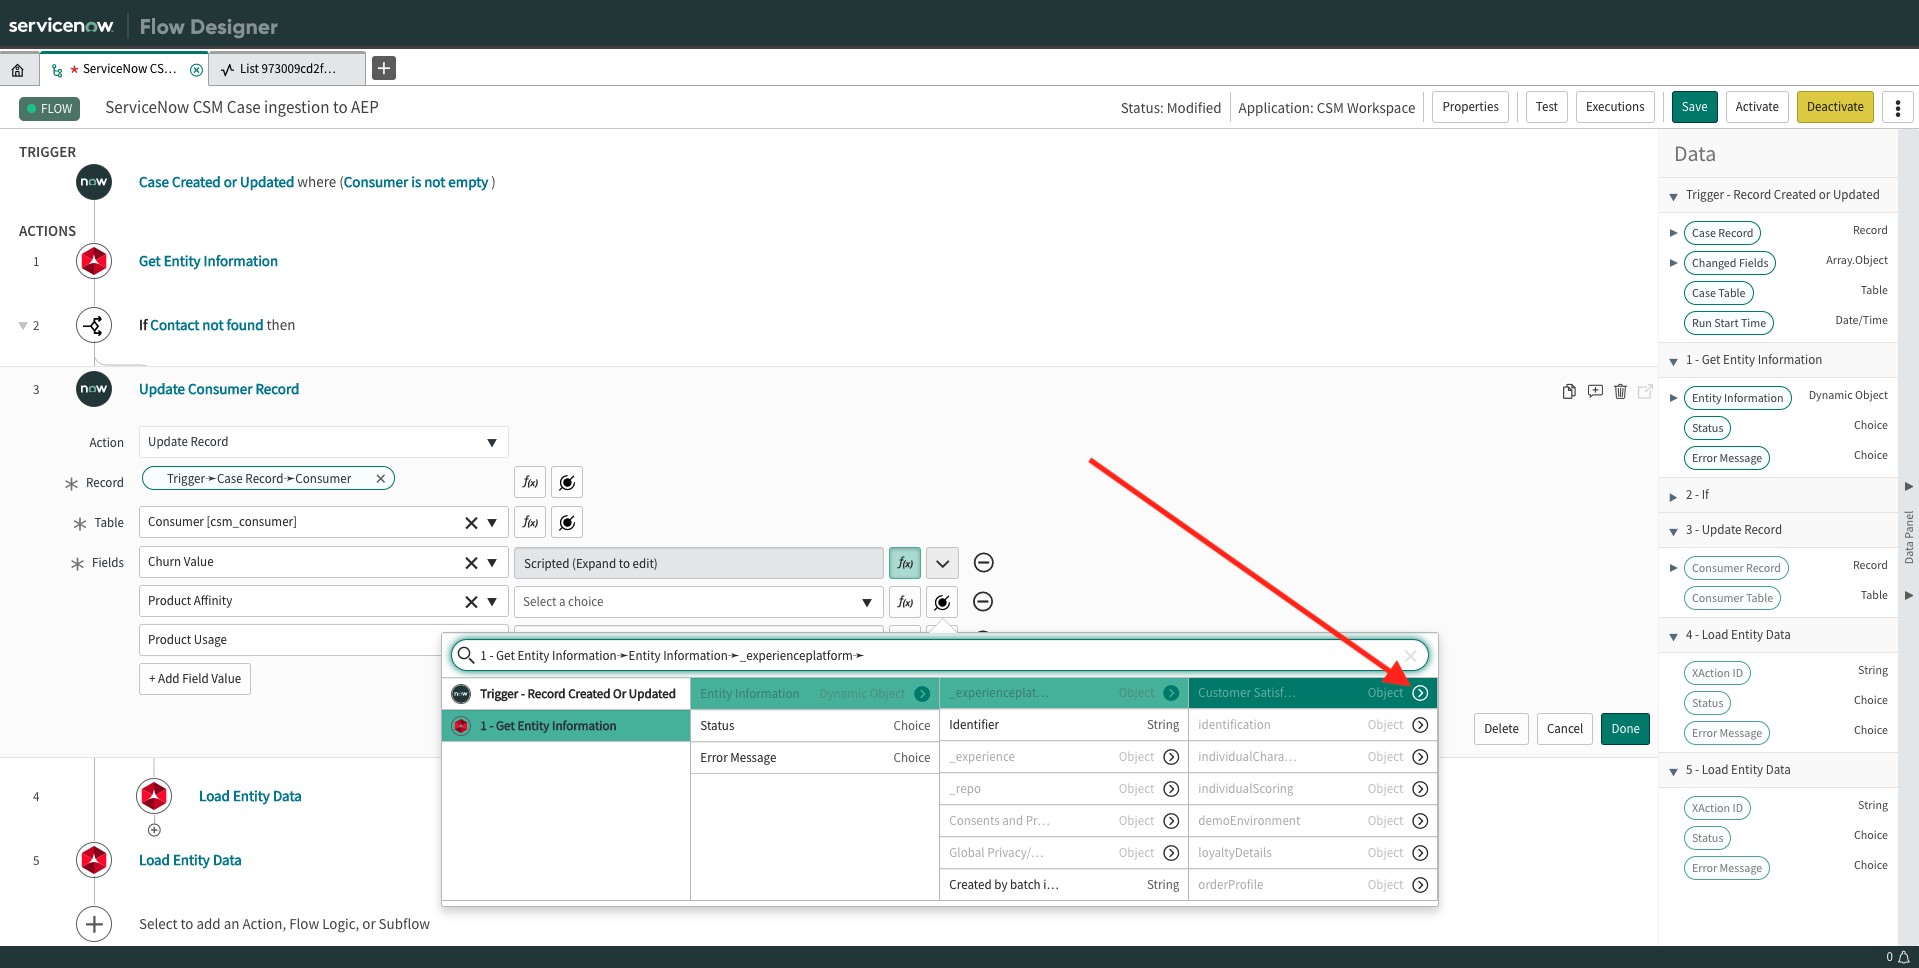 servicenow Flow Designer
ServiceNow CS...
List 973009cd2f...
FLOW
ServiceNow CSM Case ingestion to AEP
Status: Modified
Application: CSM Workspace
Properties
Test
Executions
Save
Activate
Deactivate
TRIGGER
now
Case Created or Updated where (Consumer is not empty )
ACTIONS
1
Get Entity Information
2
If Contact not found then
3
now
Update Consumer Record
Action
Update Record
Record
Trigger➛Case Record➛Consumer
f(x)
Table
Consumer [csm_consumer]
f(x)
Fields
Churn Value
Scripted (Expand to edit)
f(x)
Product Affinity
Select a choice
f(x)
Product Usage
+ Add Field Value
1 - Get Entity Information➛Entity Information➛_experienceplatform➛
now
Trigger - Record Created Or Updated
1 - Get Entity Information
Entity Information Dynamic Object
Status Choice
Error Message Choice
_experienceplat... Object
Identifier String
_experience Object
_repo Object
Consents and Pr... Object
Global Privacy/... Object
Created by batch i... String
Customer Satisf... Object
identification Object
individualChara... Object
individualScoring Object
demoEnvironment Object
loyaltyDetails Object
orderProfile Object
Delete
Cancel
Done
4
Load Entity Data
5
Load Entity Data
Select to add an Action, Flow Logic, or Subflow
Data
Trigger - Record Created or Updated
Case Record Record
Changed Fields Array.Object
Case Table Table
Run Start Time Date/Time
1 - Get Entity Information
Entity Information Dynamic Object
Status Choice
Error Message Choice
2 - If
3 - Update Record
Consumer Record Record
Consumer Table Table
4 - Load Entity Data
XAction ID String
Status Choice
Error Message Choice
5 - Load Entity Data
XAction ID String
Status Choice
Error Message Choice
Data Panel
0